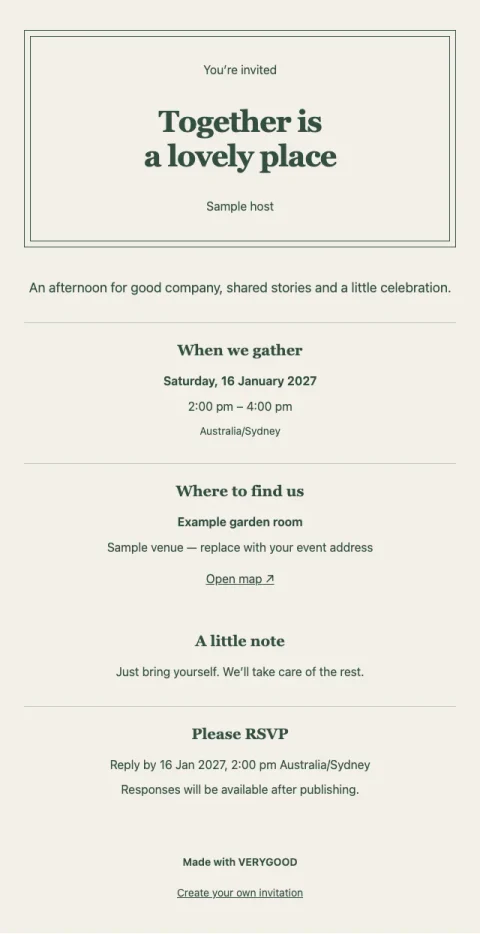 You’re invited
Together is
a lovely place
Sample host
An afternoon for good company, shared stories and a little celebration.
When we gather
Saturday, 16 January 2027
2:00 pm – 4:00 pm
Australia/Sydney
Where to find us
Example garden room
Sample venue — replace with your event address
Open map ↗
A little note
Just bring yourself. We’ll take care of the rest.
Please RSVP
Reply by 16 Jan 2027, 2:00 pm Australia/Sydney
Responses will be available after publishing.
Made with VERYGOOD
Create your own invitation